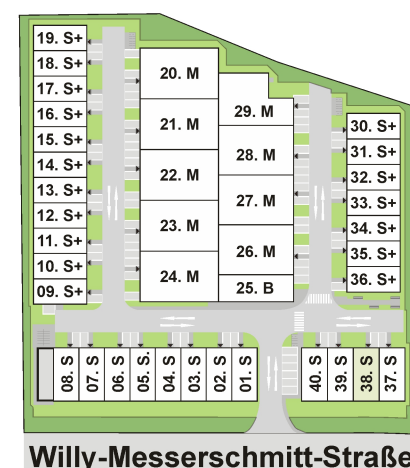 19. S+
18. S+
17. S+
16. S+
15. S+
14. S+
13. S+
12. S+
11. S+
10. S+
09. S+
20. M
21. M
22. M
23. M
24. M
29. M
28. M
27. M
26. M
25. B
30. S+
31. S+
32. S+
33. S+
34. S+
35. S+
36. S+
08. S
07. S
06. S
05. S.
04. S
03. S
02. S
01. S
40. S
39. S
38. S
37. S
Willy-Messerschmitt-Straße